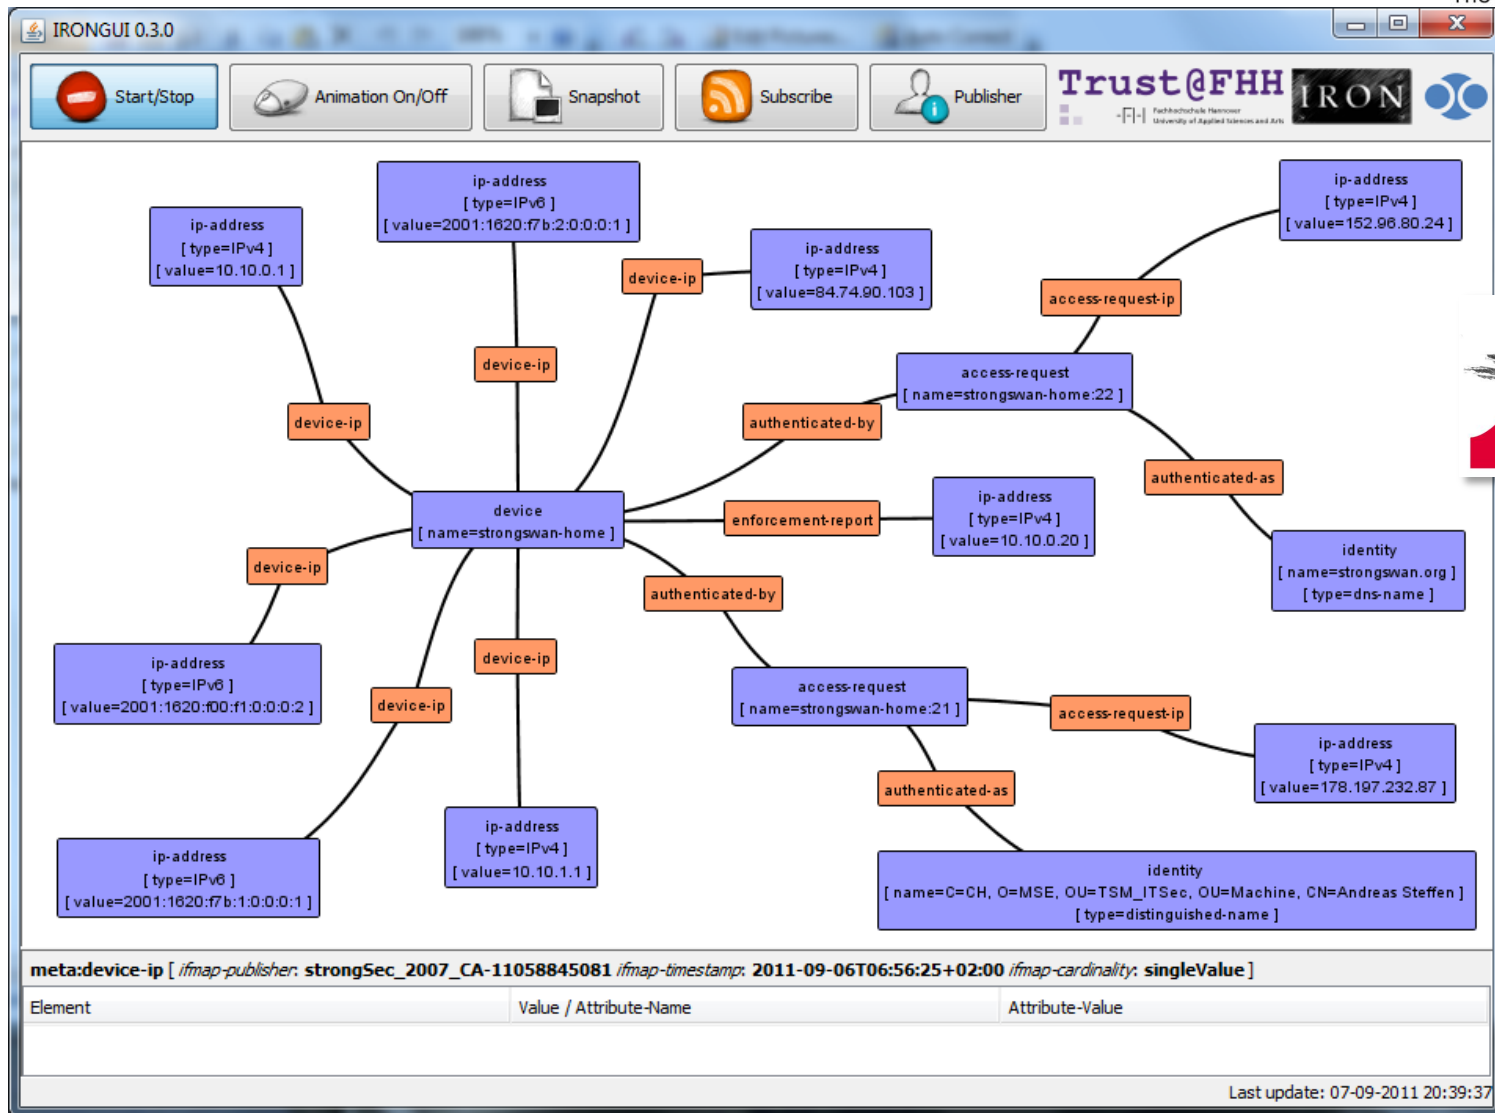 IRONGUI 0.3.0
Start/Stop
Animation On/Off
Snapshot
Subscribe
Publisher
Trust@FHH
-FH-| Fachhochschule Hannover
University of Applied Sciences and Arts
IRON
ip-address
[ type=IPv6 ]
[ value=2001:1620:f7b:2:0:0:0:1 ]
ip-address
[ type=IPv4 ]
[ value=152.96.80.24 ]
ip-address
[ type=IPv4 ]
[ value=10.10.0.1 ]
ip-address
[ type=IPv4 ]
[ value=84.74.90.103 ]
device-ip
access-request-ip
device-ip
access-request
[ name=strongswan-home:22 ]
device-ip
authenticated-by
authenticated-as
device
[ name=strongswan-home ]
enforcement-report
ip-address
[ type=IPv4 ]
[ value=10.10.0.20 ]
identity
[ name=strongswan.org ]
[ type=dns-name ]
device-ip
authenticated-by
ip-address
[ type=IPv6 ]
[ value=2001:1620:f00:f1:0:0:0:2 ]
device-ip
device-ip
access-request
[ name=strongswan-home:21 ]
access-request-ip
ip-address
[ type=IPv4 ]
[ value=178.197.232.87 ]
authenticated-as
ip-address
[ type=IPv4 ]
[ value=10.10.1.1 ]
ip-address
[ type=IPv6 ]
[ value=2001:1620:f7b:1:0:0:0:1 ]
identity
[ name=C=CH, O=MSE, OU=TSM_ITSec, OU=Machine, CN=Andreas Steffen ]
[ type=distinguished-name ]
meta:device-ip [ ifmap-publisher: strongSec_2007_CA-11058845081 ifmap-timestamp: 2011-09-06T06:56:25+02:00 ifmap-cardinality: singleValue ]
Element
Value / Attribute-Name
Attribute-Value
Last update: 07-09-2011 20:39:37